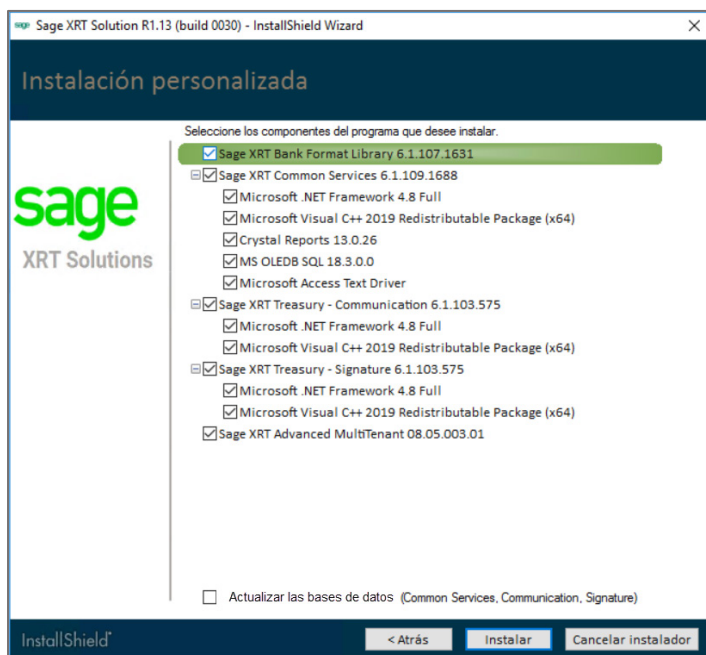 sage Sage XRT Solution R1.13 (build 0030) - InstallShield Wizard
Instalación personalizada
Seleccione los componentes del programa que desee instalar.
Sage XRT Bank Format Library 6.1.107.1631
Sage XRT Common Services 6.1.109.1688
Microsoft .NET Framework 4.8 Full
Microsoft Visual C++ 2019 Redistributable Package (x64)
Crystal Reports 13.0.26
MS OLEDB SQL 18.3.0.0
Microsoft Access Text Driver
Sage XRT Treasury - Communication 6.1.103.575
Microsoft .NET Framework 4.8 Full
Microsoft Visual C++ 2019 Redistributable Package (x64)
Sage XRT Treasury - Signature 6.1.103.575
Microsoft .NET Framework 4.8 Full
Microsoft Visual C++ 2019 Redistributable Package (x64)
Sage XRT Advanced MultiTenant 08.05.003.01
sage
XRT Solutions
Actualizar las bases de datos (Common Services, Communication, Signature)
InstallShield
< Atrás
Instalar
Cancelar instalador